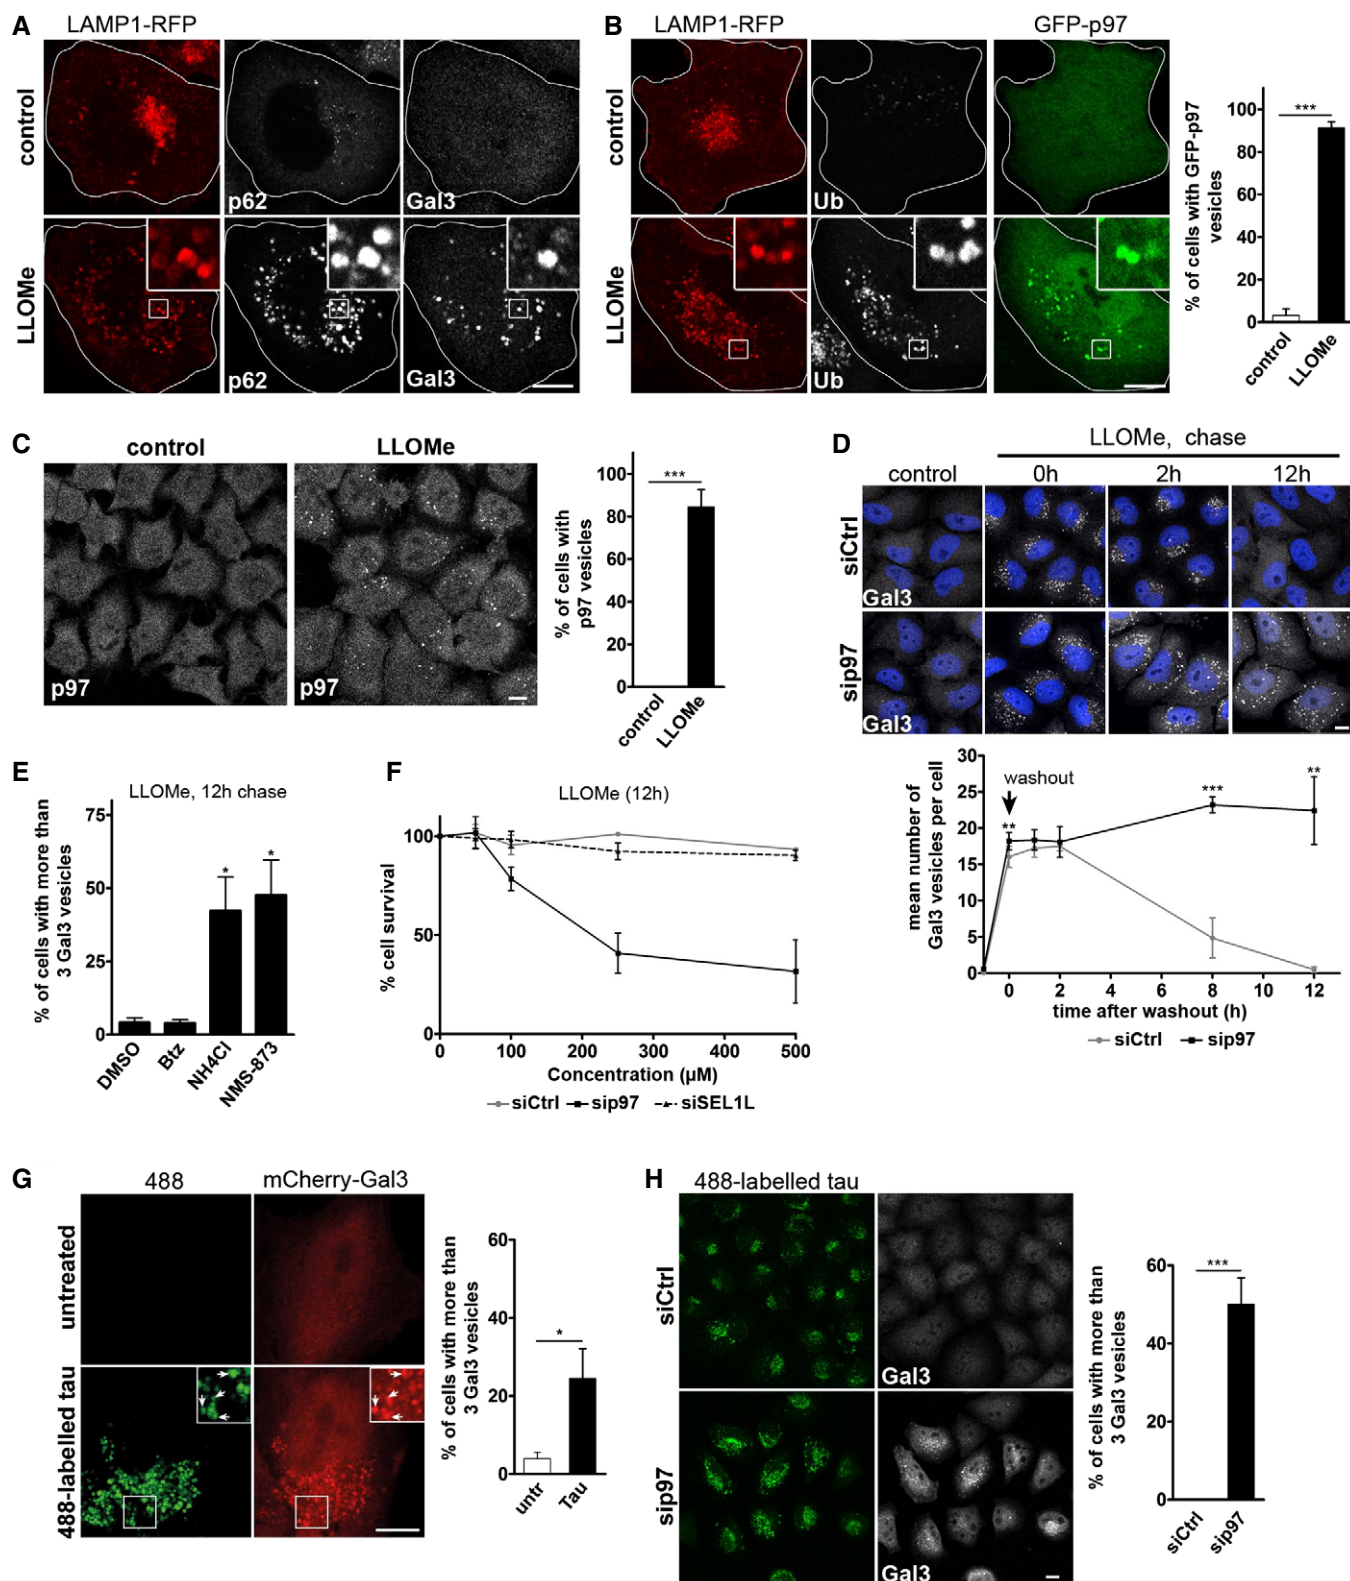 A
LAMP1-RFP
control
p62
Gal3
LLOMe
p62
Gal3
B
LAMP1-RFP
GFP-p97
control
Ub
LLOMe
Ub
% of cells with GFP-p97
vesicles
100
80
60
40
20
0
***
control
LLOMe
C
control
LLOMe
p97
p97
% of cells with
p97 vesicles
100
80
60
40
20
0
***
control
LLOMe
D
LLOMe, chase
control
0h
2h
12h
siCtrl
Gal3
sip97
Gal3
mean number of
Gal3 vesicles per cell
30
25
20
15
10
5
0
washout
**
***
**
0
2
4
6
8
10
12
time after washout (h)
siCtrl
sip97
E
LLOMe, 12h chase
% of cells with more than
3 Gal3 vesicles
75
50
25
0
*
*
DMSO
Btz
NH4Cl
NMS-873
F
LLOMe (12h)
% cell survival
100
50
0
0
100
200
300
400
500
Concentration (µM)
siCtrl
sip97
siSEL1L
G
488
mCherry-Gal3
untreated
488-labelled tau
% of cells with more than
3 Gal3 vesicles
60
40
20
0
*
untr
Tau
H
488-labelled tau
siCtrl
Gal3
sip97
Gal3
% of cells with more than
3 Gal3 vesicles
60
40
20
0
***
siCtrl
sip97